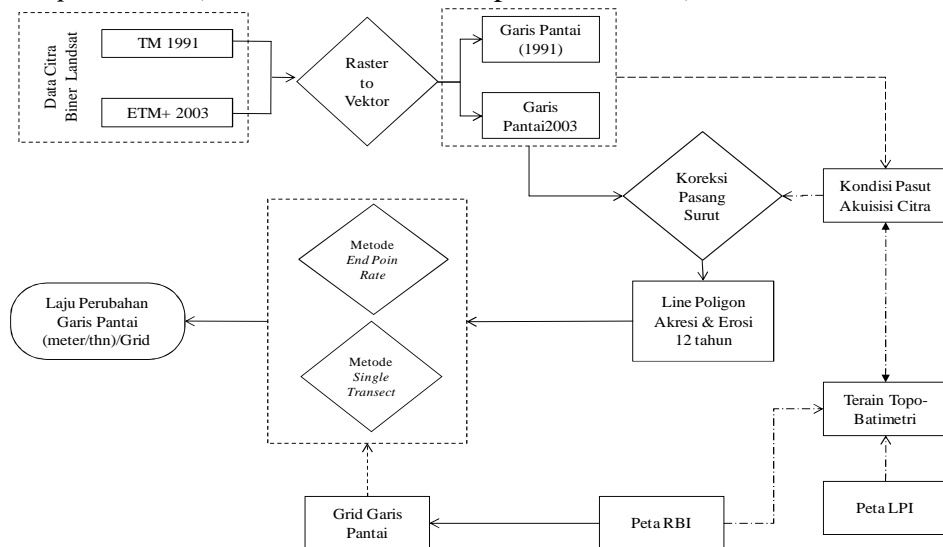 Data Citra
Biner Landsat
TM 1991
ETM+ 2003
Raster
to
Vektor
Garis Pantai
(1991)
Garis
Pantai2003
Koreksi
Pasang
Surut
Kondisi Pasut
Akuisisi Citra
Metode
End Poin
Rate
Metode
Single
Transect
Laju Perubahan
Garis Pantai
(meter/thn)/Grid
Line Poligon
Akresi & Erosi
12 tahun
Terain Topo-
Batimetri
Grid Garis
Pantai
Peta RBI
Peta LPI